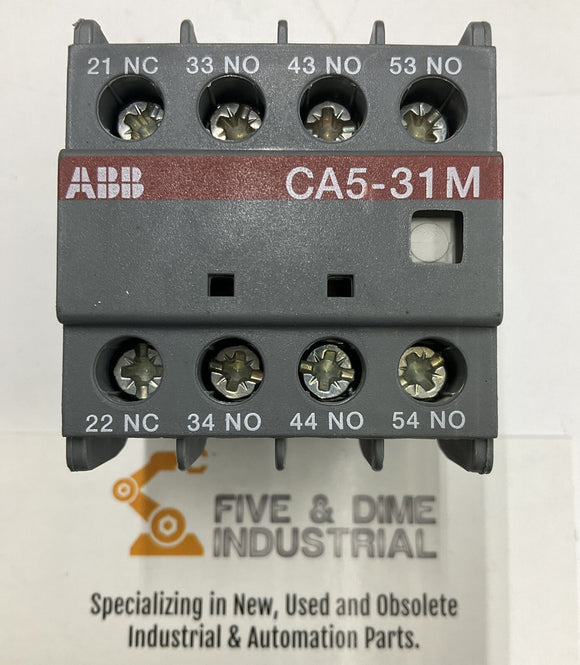 21 NC 33 NO 43 NO 53 NO
ABB CA5-31M
22 NC 34 NO 44 NO 54 NO
FIVE & DIME
INDUSTRIAL
Specializing in New, Used and Obsolete
Industrial & Automation Parts.